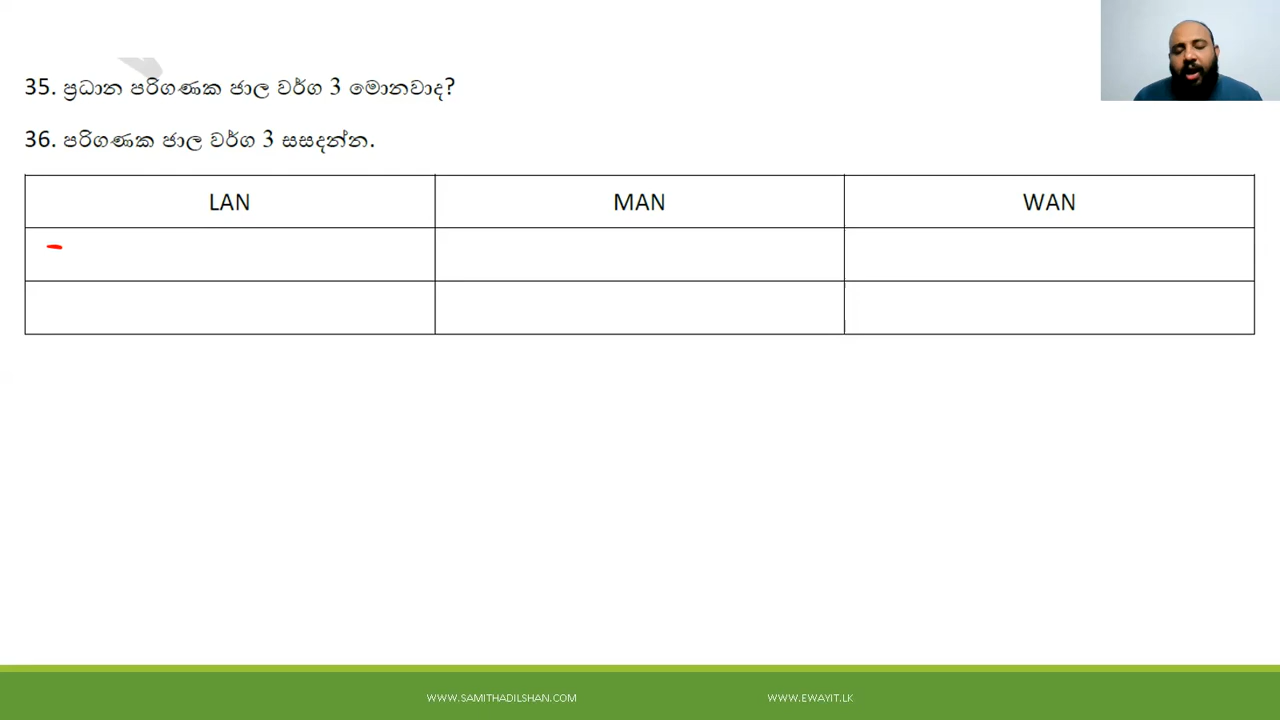 35. ප්‍රධාන පරිගණක ජාල වර්ග 3 මොනවාද?
36. පරිගණක ජාල වර්ග 3 සසදන්න.
LAN MAN WAN
WWW.SAMITHADILSHAN.COM WWW.EWAYIT.LK